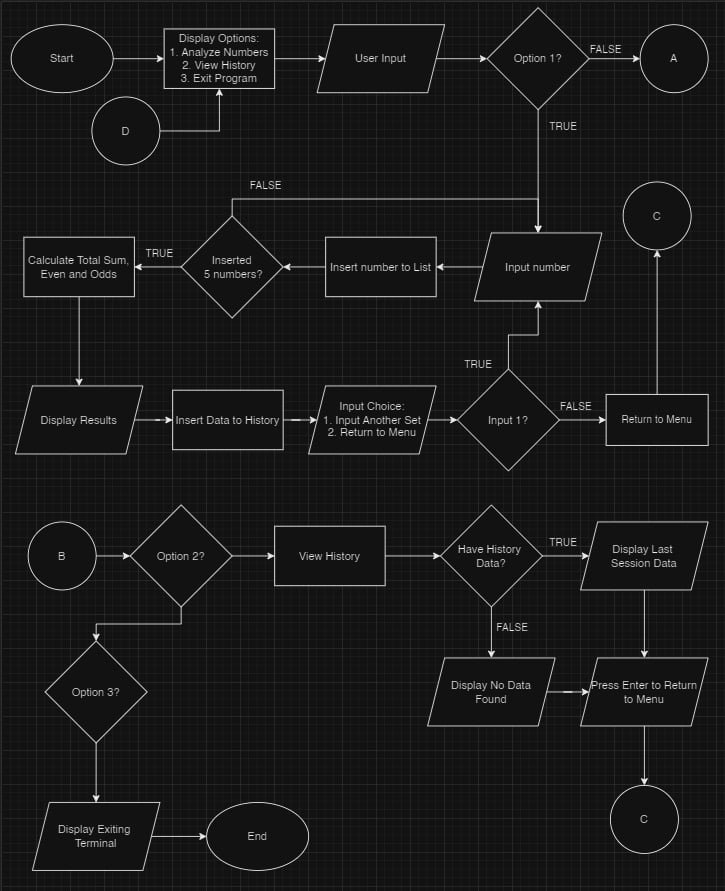 Start
Display Options:
1. Analyze Numbers
2. View History
3. Exit Program
User Input
Option 1?
FALSE
A
D
TRUE
FALSE
C
Calculate Total Sum,
Even and Odds
TRUE
Inserted
5 numbers?
Insert number to List
Input number
TRUE
Display Results
Insert Data to History
Input Choice:
1. Input Another Set
2. Return to Menu
Input 1?
FALSE
Return to Menu
B
Option 2?
View History
Have History
Data?
TRUE
Display Last
Session Data
FALSE
Option 3?
Display No Data
Found
Press Enter to Return
to Menu
Display Exiting
Terminal
End
C